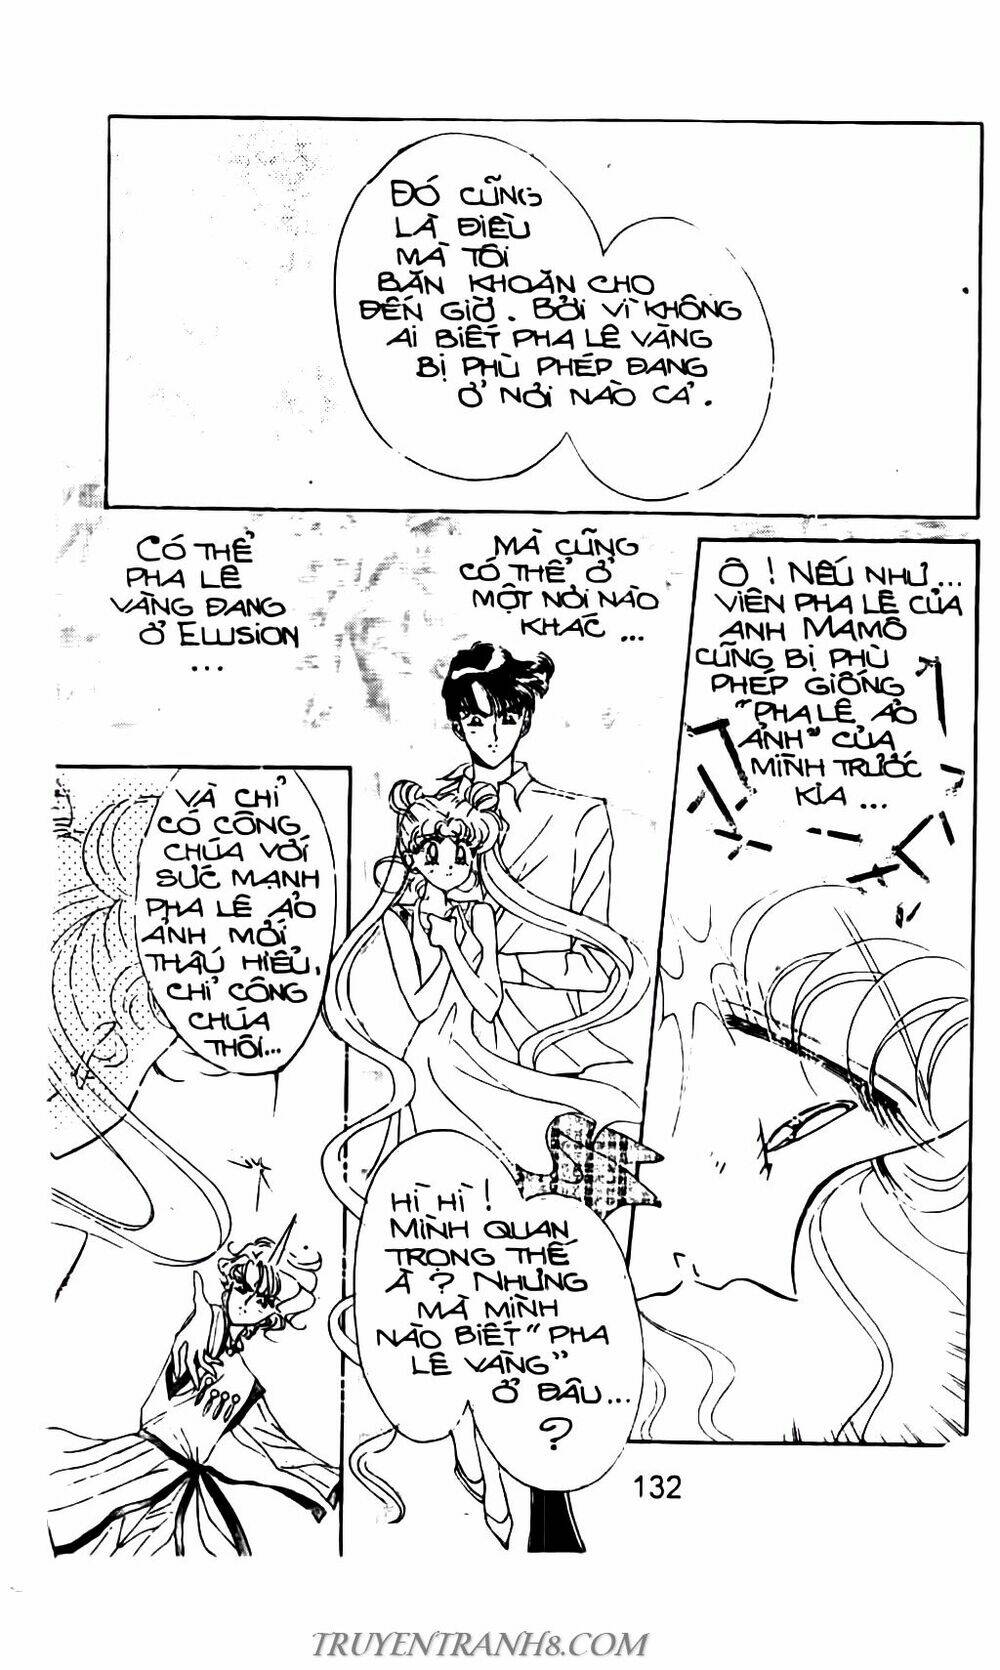 ĐÓ CŨNG
LÀ ĐIỀU
MÀ TÔI
BĂN KHOĂN CHO
ĐẾN GIỜ. BỞI VÌ KHÔNG
AI BIẾT PHA LÊ VÀNG
BỊ PHÙ PHÉP ĐANG
Ở NƠI NÀO CẢ.
CÓ THỂ
PHA LÊ
VÀNG ĐANG
Ở ELLUSION
...
MÀ CŨNG
CÓ THỂ Ở
MỘT NƠI NÀO
KHÁC ...
Ô ! NẾU NHƯ ...
VIÊN PHA LÊ CỦA
ANH MAMÔ
CŨNG BỊ PHÙ
PHÉP GIỐNG
"PHA LÊ ẢO
ẢNH" CỦA
MÌNH TRƯỚC
KIA ...
VÀ CHỈ
CÓ CÔNG
CHÚA VỚI
SỨC MẠNH
PHA LÊ ẢO
ẢNH MỚI
THẤU HIỂU,
CHỈ CÔNG
CHÚA
THÔI...
HÌ HÌ !
MÌNH QUAN
TRỌNG THẾ
À ? NHƯNG
MÀ MÌNH
NÀO BIẾT "PHA
LÊ VÀNG"
Ở ĐÂU...
?
132
TRUYENTRANH8.COM